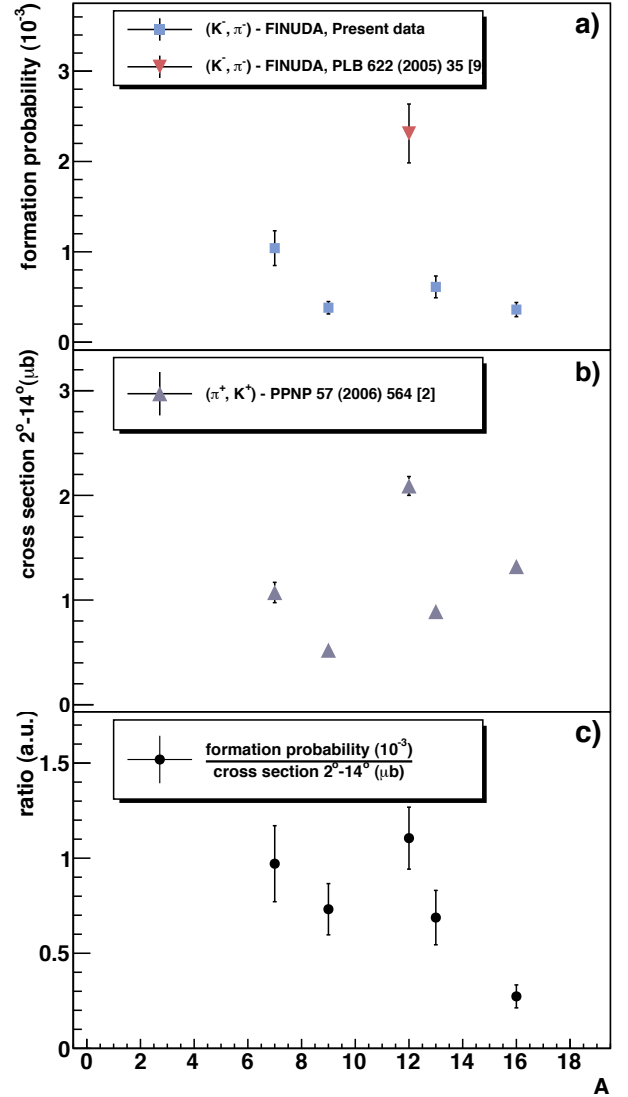 a)
(K⁻, π⁻) - FINUDA, Present data
(K⁻, π⁻) - FINUDA, PLB 622 (2005) 35 [9
formation probability (10⁻³)
3
2
1
0
b)
(π⁺, K⁺) - PPNP 57 (2006) 564 [2]
cross section 2°-14°(μb)
3
2
1
0
c)
formation probability (10⁻³)
cross section 2°-14° (μb)
ratio (a.u.)
1.5
1
0.5
0
0 2 4 6 8 10 12 14 16 18
A